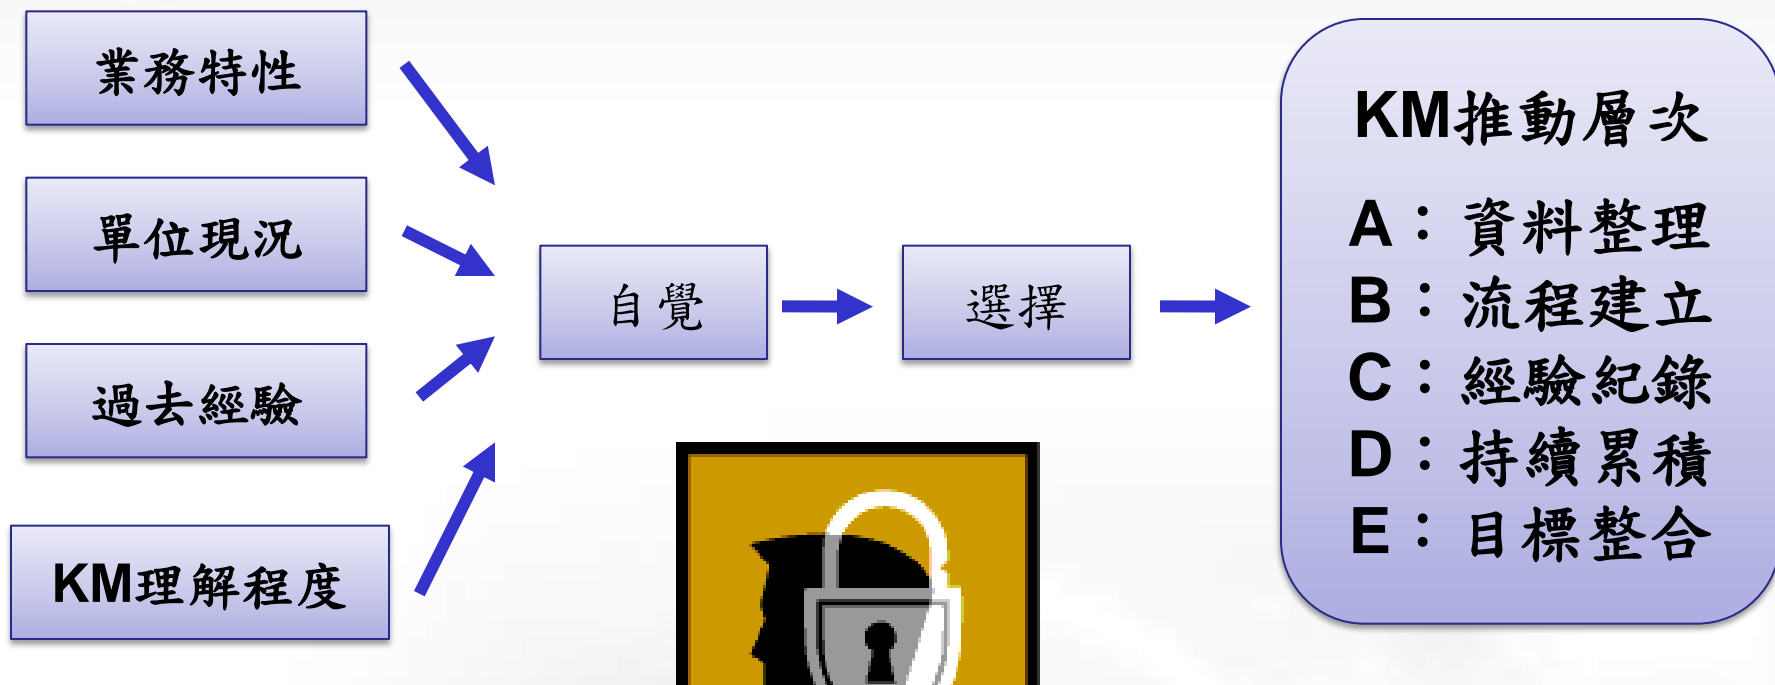 業務特性
單位現況
過去經驗
KM理解程度
自覺
選擇
KM推動層次
A：資料整理
B：流程建立
C：經驗紀錄
D：持續累積
E：目標整合